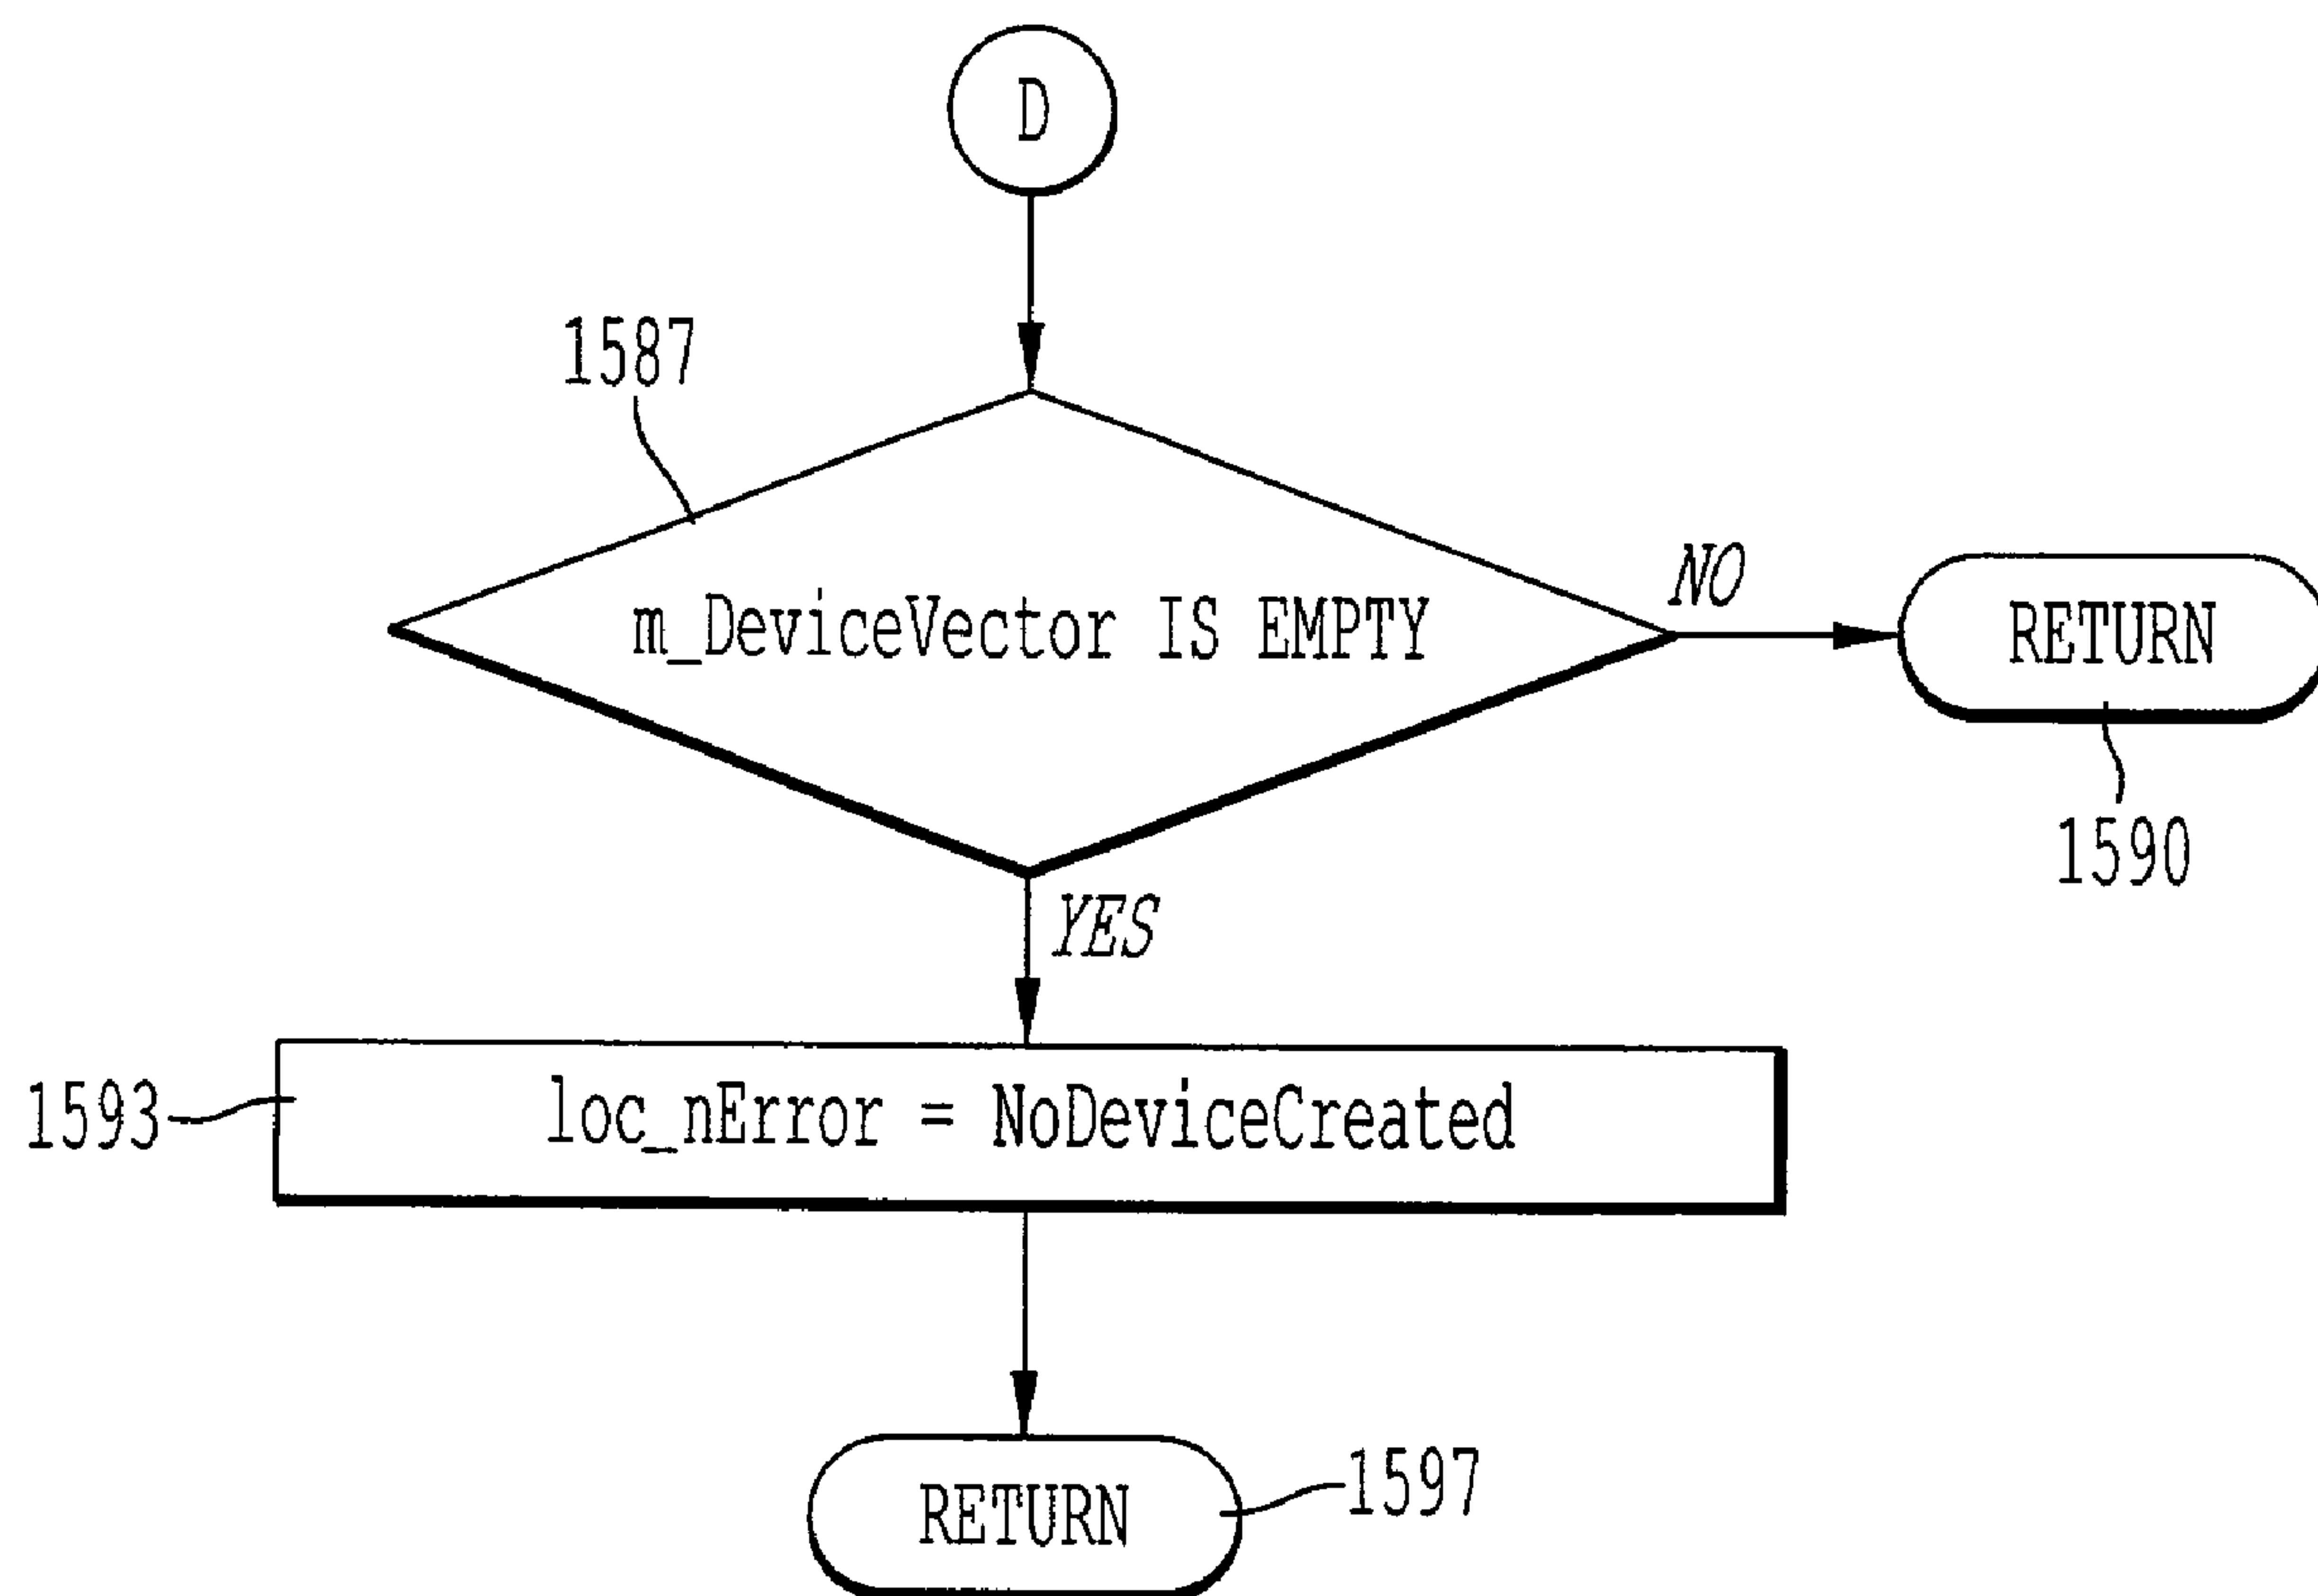 D
1587
m_DeviceVector IS EMPTY
NO
RETURN
1590
YES
1593
loc_nError = NoDeviceCreated
RETURN
1597